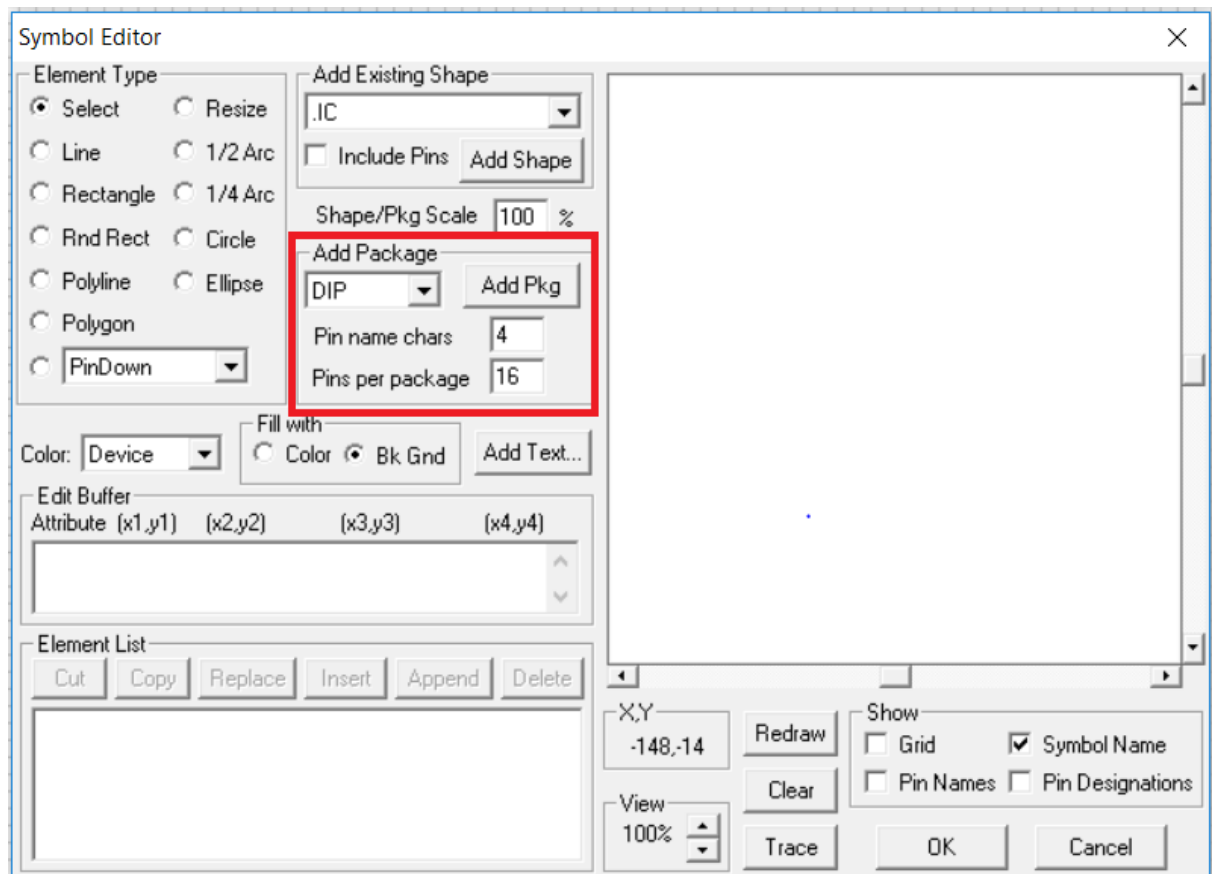 Symbol Editor
Element Type
Select
Resize
Line
1/2 Arc
Rectangle
1/4 Arc
Rnd Rect
Circle
Polyline
Ellipse
Polygon
PinDown
Add Existing Shape
.IC
Include Pins
Add Shape
Shape/Pkg Scale 100 %
Add Package
DIP
Add Pkg
Pin name chars 4
Pins per package 16
Color: Device
Fill with
Color
Bk Gnd
Add Text...
Edit Buffer
Attribute (x1,y1) (x2,y2) (x3,y3) (x4,y4)
Element List
Cut
Copy
Replace
Insert
Append
Delete
X,Y
-148,-14
View
100%
Redraw
Clear
Trace
Show
Grid
Symbol Name
Pin Names
Pin Designations
OK
Cancel